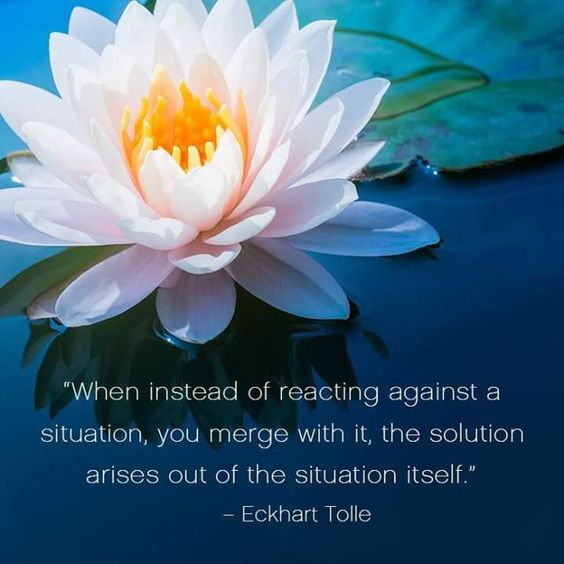 “When instead of reacting against a
situation, you merge with it, the solution
arises out of the situation itself.”
– Eckhart Tolle